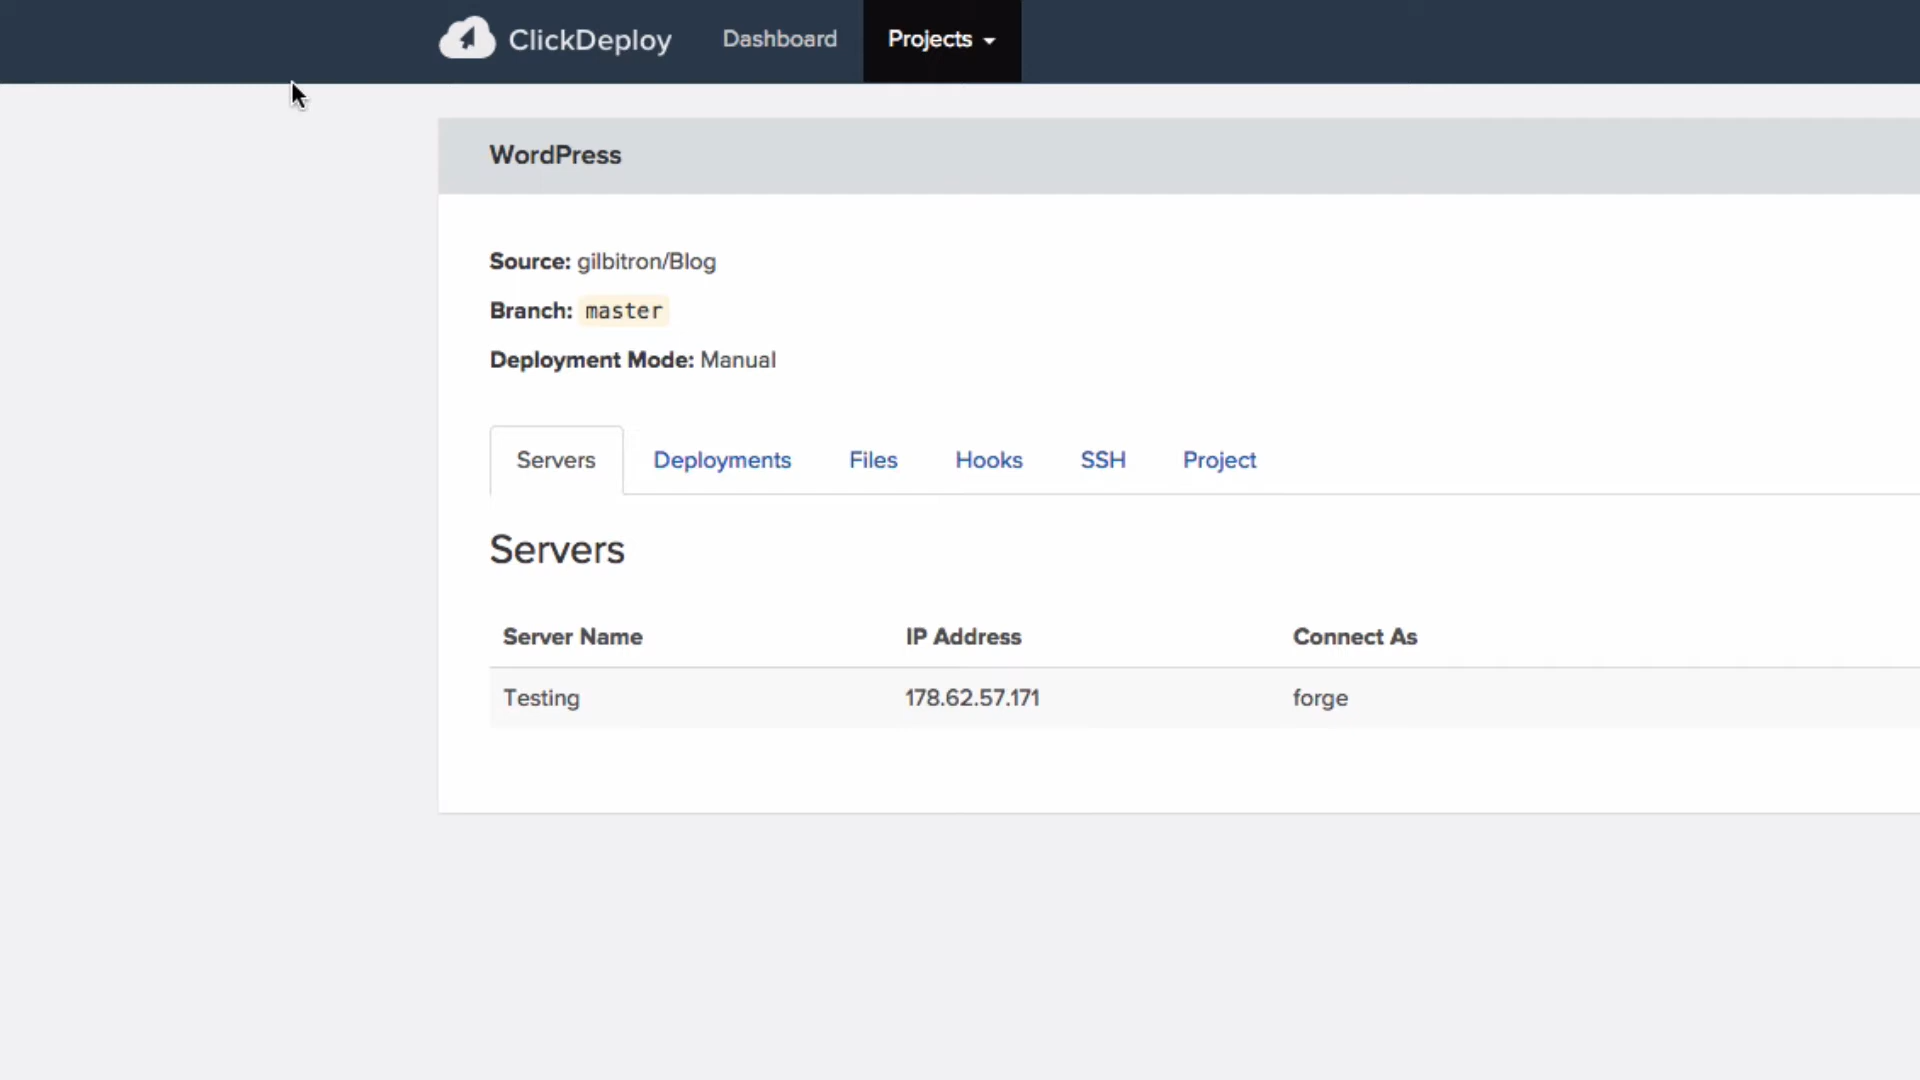 ClickDeploy Dashboard Projects
WordPress
Source: gilbitron/Blog
Branch: master
Deployment Mode: Manual
Servers Deployments Files Hooks SSH Project
Servers
Server Name IP Address Connect As
Testing 178.62.57.171 forge